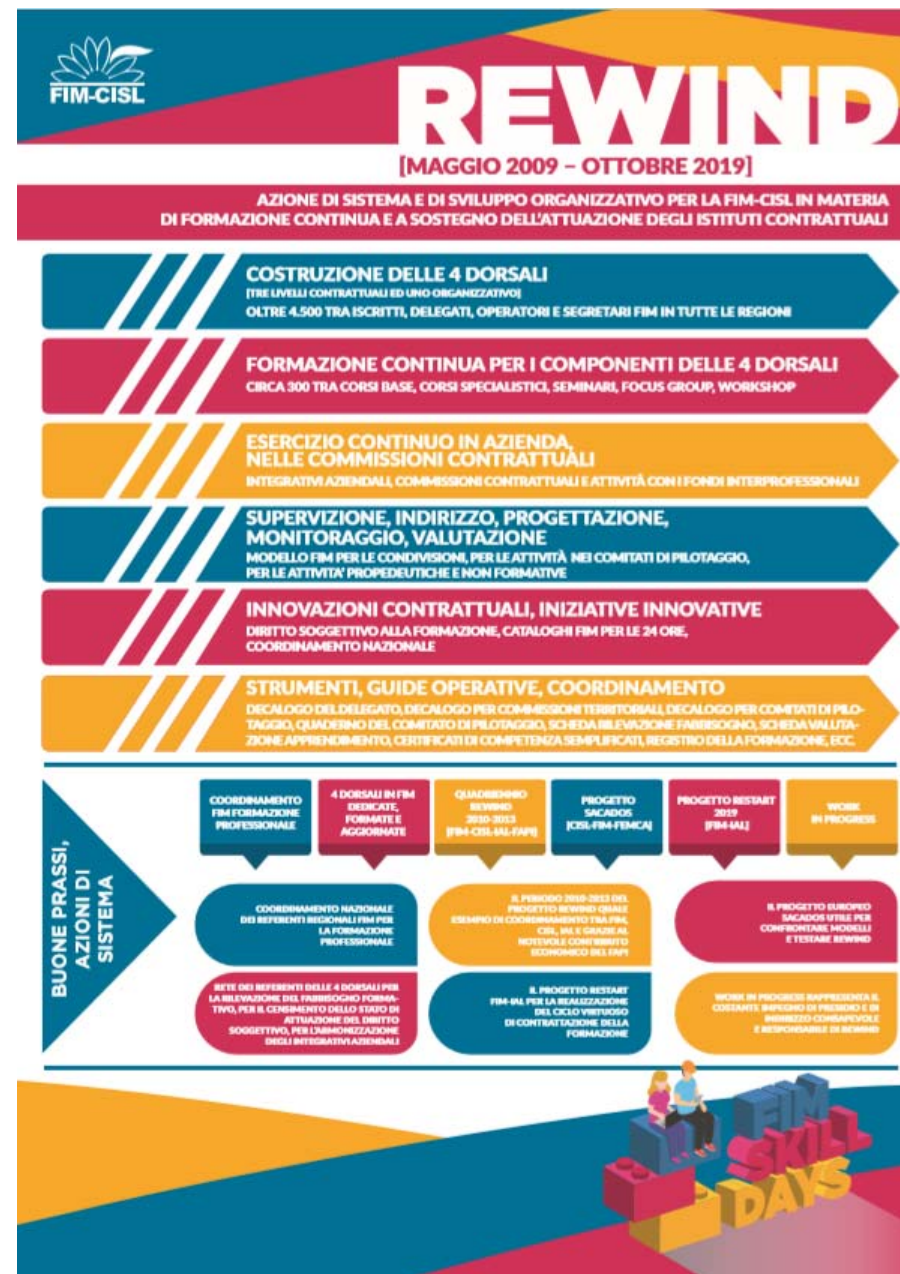 FIM-CISL
REWIND
[MAGGIO 2009 – OTTOBRE 2019]
AZIONE DI SISTEMA E DI SVILUPPO ORGANIZZATIVO PER LA FIM-CISL IN MATERIA
DI FORMAZIONE CONTINUA E A SOSTEGNO DELL'ATTUAZIONE DEGLI ISTITUTI CONTRATTUALI
COSTRUZIONE DELLE 4 DORSALI
[TRE LIVELLI CONTRATTUALI ED UNO ORGANIZZATIVO]
OLTRE 4.500 TRA ISCRITTI, DELEGATI, OPERATORI E SEGRETARI FIM IN TUTTE LE REGIONI
FORMAZIONE CONTINUA PER I COMPONENTI DELLE 4 DORSALI
CIRCA 300 TRA CORSI BASE, CORSI SPECIALISTICI, SEMINARI, FOCUS GROUP, WORKSHOP
ESERCIZIO CONTINUO IN AZIENDA,
NELLE COMMISSIONI CONTRATTUALI
INTEGRATIVI AZIENDALI, COMMISSIONI CONTRATTUALI E ATTIVITÀ CON I FONDI INTERPROFESSIONALI
SUPERVIZIONE, INDIRIZZO, PROGETTAZIONE,
MONITORAGGIO, VALUTAZIONE
MODELLO FIM PER LE CONDIVISIONI, PER LE ATTIVITÀ NEI COMITATI DI PILOTAGGIO,
PER LE ATTIVITA' PROPEDEUTICHE E NON FORMATIVE
INNOVAZIONI CONTRATTUALI, INIZIATIVE INNOVATIVE
DIRITTO SOGGETTIVO ALLA FORMAZIONE, CATALOGHI FIM PER LE 24 ORE,
COORDINAMENTO NAZIONALE
STRUMENTI, GUIDE OPERATIVE, COORDINAMENTO
DECALOGO DEL DELEGATO, DECALOGO PER COMMISSIONI TERRITORIALI, DECALOGO PER COMITATI DI PILO-
TAGGIO, QUADERNO DEL COMITATO DI PILOTAGGIO, SCHEDA RILEVAZIONE FABBISOGNO, SCHEDA VALUTA-
ZIONE APPRENDIMENTO, CERTIFICATI DI COMPETENZA SEMPLIFICATI, REGISTRO DELLA FORMAZIONE, ECC.
BUONE PRASSI,
AZIONI DI
SISTEMA
COORDINAMENTO
FIM FORMAZIONE
PROFESSIONALE
4 DORSALI IN FIM
DEDICATE,
FORMATE E
AGGIORNATE
QUADRIENNIO
REWIND
2010-2013
[FIM-CISL-IAL-FAPI]
PROGETTO
SACADOS
[CISL-FIM-FEMCA]
PROGETTO RESTART
2019
[FIM-IAL]
WORK
IN PROGRESS
COORDINAMENTO NAZIONALE
DEI REFERENTI REGIONALI FIM PER
LA FORMAZIONE
PROFESSIONALE
IL PERIODO 2010-2013 DEL
PROGETTO REWIND QUALE
ESEMPIO DI COORDINAMENTO TRA FIM,
CISL, IAL E GRAZIE AL
NOTEVOLE CONTRIBUTO
ECONOMICO DEL FAPI
IL PROGETTO EUROPEO
SACADOS UTILE PER
CONFRONTARE MODELLI
E TESTARE REWIND
RETE DEI REFERENTI DELLE 4 DORSALI PER
LA RILEVAZIONE DEL FABBISOGNO FORMA-
TIVO, PER IL CENSIMENTO DELLO STATO DI
ATTUAZIONE DEL DIRITTO
SOGGETTIVO, PER L'ARMONIZZAZIONE
DEGLI INTEGRATIVI AZIENDALI
IL PROGETTO RESTART
FIM-IAL PER LA REALIZZAZIONE
DEL CICLO VIRTUOSO
DI CONTRATTAZIONE DELLA
FORMAZIONE
WORK IN PROGRESS RAPPRESENTA IL
COSTANTE IMPEGNO DI PRESIDIO E DI
INDIRIZZO CONSAPEVOLE
E RESPONSABILE DI REWIND
FIM
SKILL
DAYS